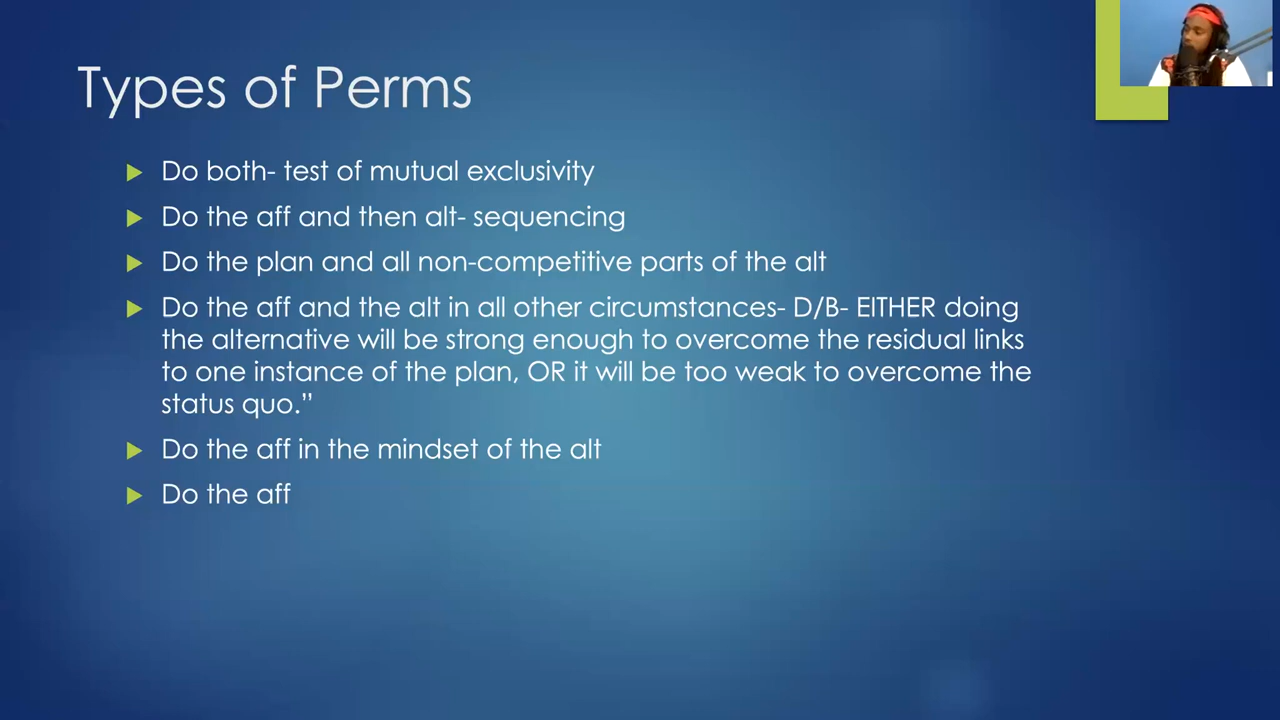 Types of Perms
Do both- test of mutual exclusivity
Do the aff and then alt- sequencing
Do the plan and all non-competitive parts of the alt
Do the aff and the alt in all other circumstances- D/B- EITHER doing
the alternative will be strong enough to overcome the residual links
to one instance of the plan, OR it will be too weak to overcome the
status quo.”
Do the aff in the mindset of the alt
Do the aff